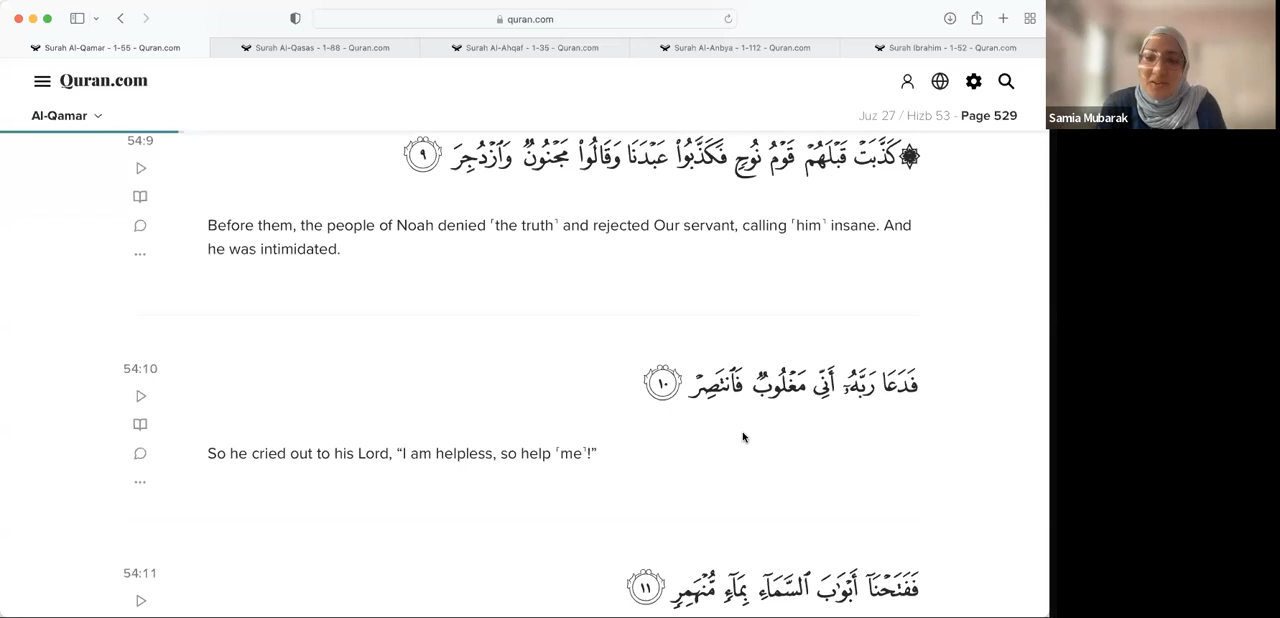 quran.com
Surah Al-Qamar - 1-55 - Quran.com
Surah Al-Qasas - 1-88 - Quran.com
Surah Al-Ahqaf - 1-35 - Quran.com
Surah Al-Anbya - 1-112 - Quran.com
Surah Ibrahim - 1-52 - Quran.com
Quran.com
Al-Qamar
Juz 27 / Hizb 53 - Page 529
Samia Mubarak
54:9
۞ كَذَّبَتْ قَبْلَهُمْ قَوْمُ نُوحٍ فَكَذَّبُوا۟ عَبْدَنَا وَقَالُوا۟ مَجْنُونٌ وَٱزْدُجِرَ ٩
Before them, the people of Noah denied ˹the truth˺ and rejected Our servant, calling ˹him˺ insane. And
he was intimidated.
54:10
فَدَعَا رَبَّهُۥٓ أَنِّى مَغْلُوبٌ فَٱنتَصِرْ ١٠
So he cried out to his Lord, “I am helpless, so help ˹me˺!”
54:11
فَفَتَحْنَآ أَبْوَٰبَ ٱلسَّمَآءِ بِمَآءٍ مُّنْهَمِرٍ ١١